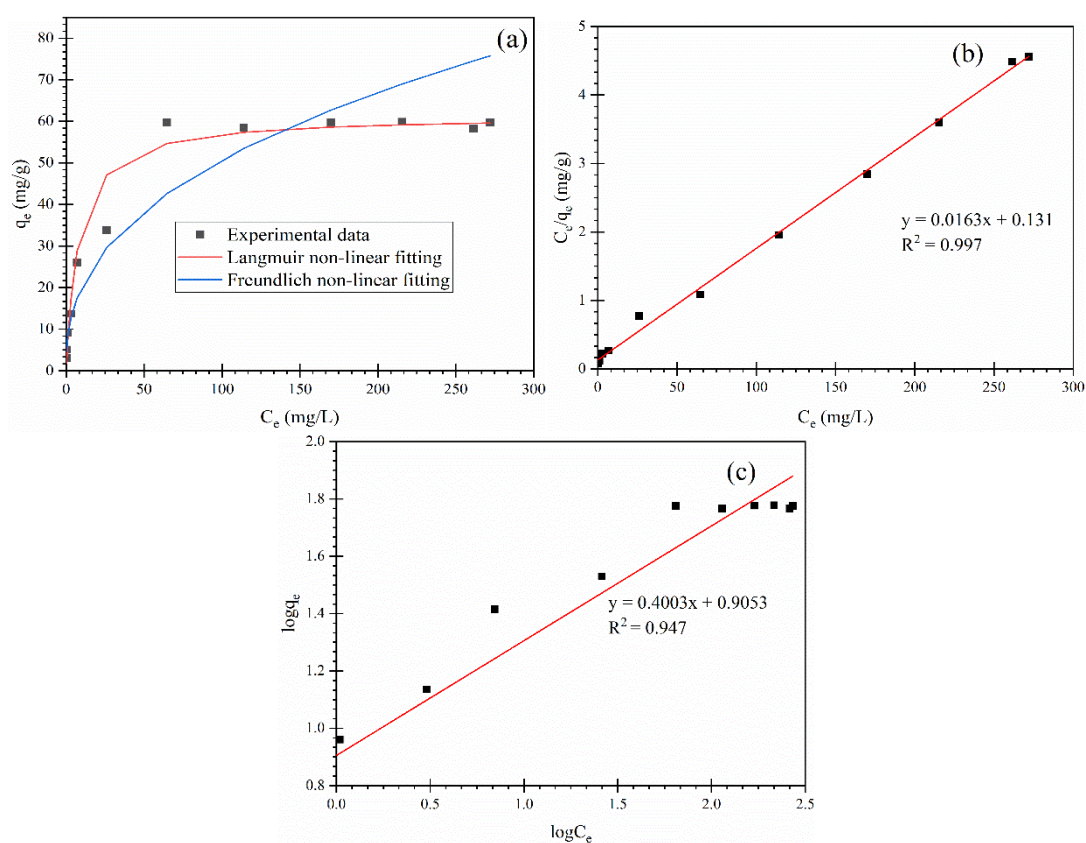 (a)
80
70
60
50
40
30
20
10
0
qe (mg/g)
Experimental data
Langmuir non-linear fitting
Freundlich non-linear fitting
0 50 100 150 200 250 300
Ce (mg/L)
(b)
5
4
3
2
1
0
Ce/qe (mg/g)
y = 0.0163x + 0.131
R2 = 0.997
0 50 100 150 200 250 300
Ce (mg/L)
(c)
2.0
1.8
1.6
1.4
1.2
1.0
0.8
logqe
y = 0.4003x + 0.9053
R2 = 0.947
0.0 0.5 1.0 1.5 2.0 2.5
logCe